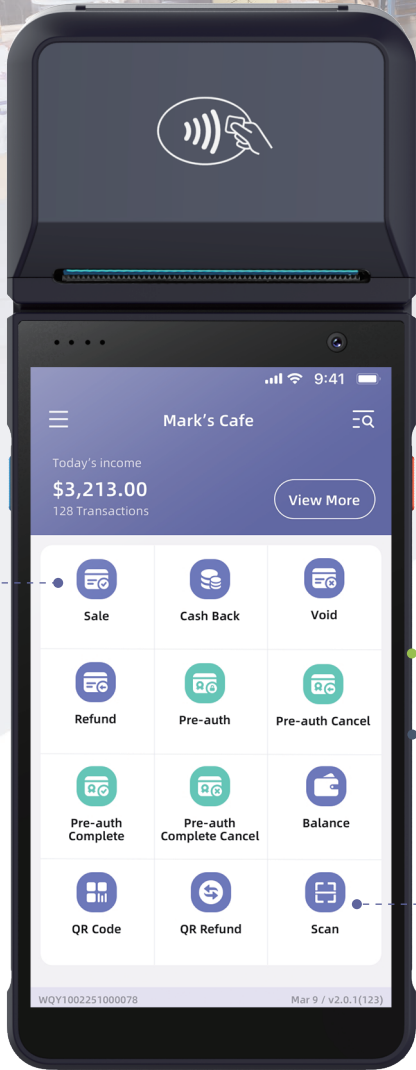 9:41
Mark's Cafe
Today's income
$3,213.00
128 Transactions
View More
Sale
Cash Back
Void
Refund
Pre-auth
Pre-auth Cancel
Pre-auth
Complete
Pre-auth
Complete Cancel
Balance
QR Code
QR Refund
Scan
WQY1002251000078
Mar 9 / v2.0.1(123)